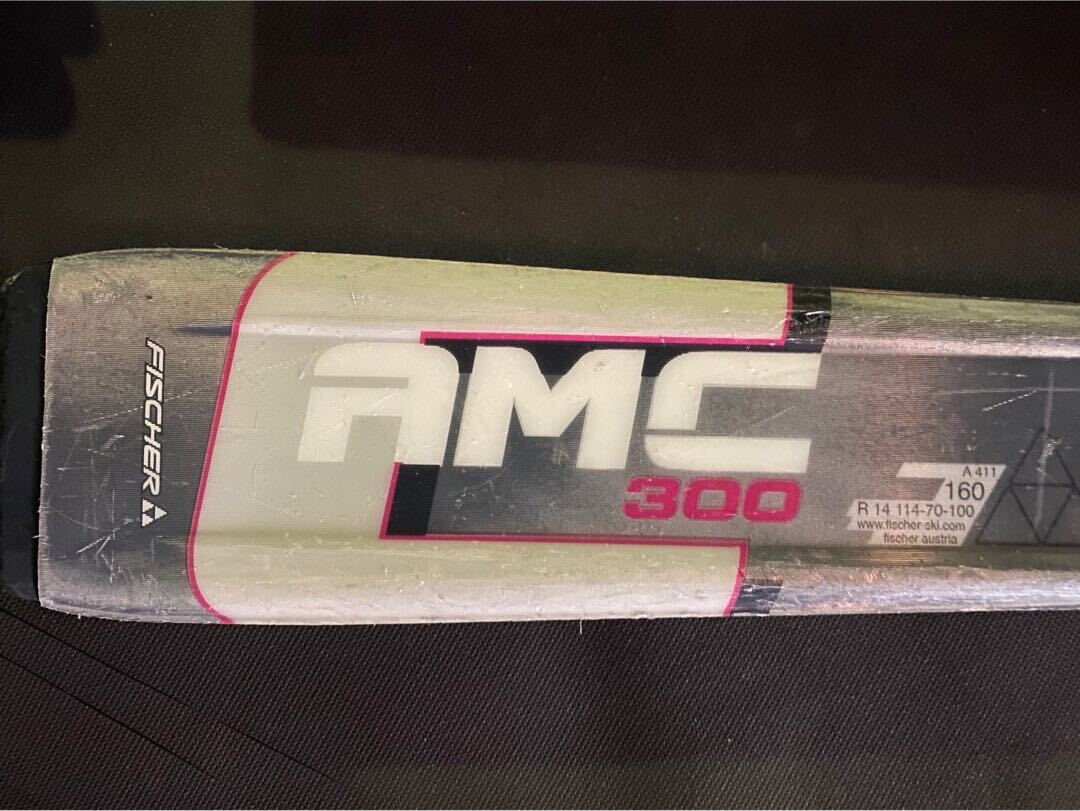 FISCHER
AMC
300
A 411
160
R 14 114-70-100
www.fischer-ski.com
fischer austria